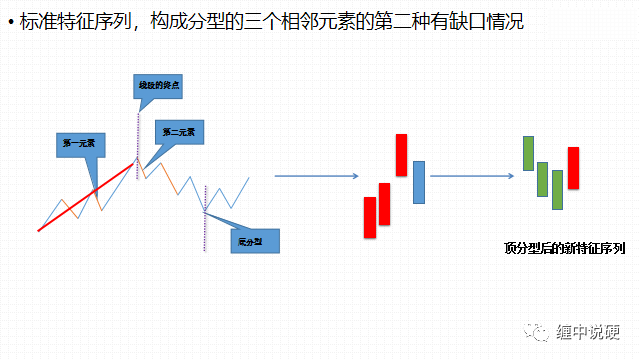 • 标准特征序列，构成分型的三个相邻元素的第二种有缺口情况
线段的终点
第一元素
第二元素
底分型
顶分型后的新特征序列
缠中说硬